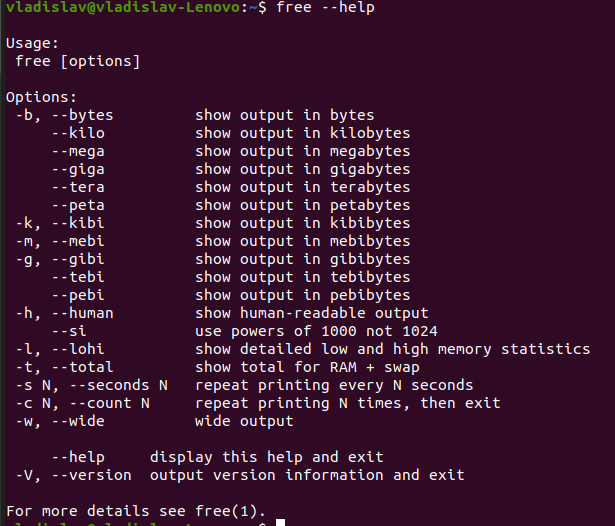 vladislav@vladislav-Lenovo:~$ free --help

Usage:
 free [options]

Options:
 -b, --bytes         show output in bytes
     --kilo          show output in kilobytes
     --mega          show output in megabytes
     --giga          show output in gigabytes
     --tera          show output in terabytes
     --peta          show output in petabytes
 -k, --kibi          show output in kibibytes
 -m, --mebi          show output in mebibytes
 -g, --gibi          show output in gibibytes
     --tebi          show output in tebibytes
     --pebi          show output in pebibytes
 -h, --human         show human-readable output
     --si            use powers of 1000 not 1024
 -l, --lohi          show detailed low and high memory statistics
 -t, --total         show total for RAM + swap
 -s N, --seconds N   repeat printing every N seconds
 -c N, --count N     repeat printing N times, then exit
 -w, --wide          wide output

     --help     display this help and exit
 -V, --version  output version information and exit

For more details see free(1).
vladislav@vladislav-Lenovo:~$